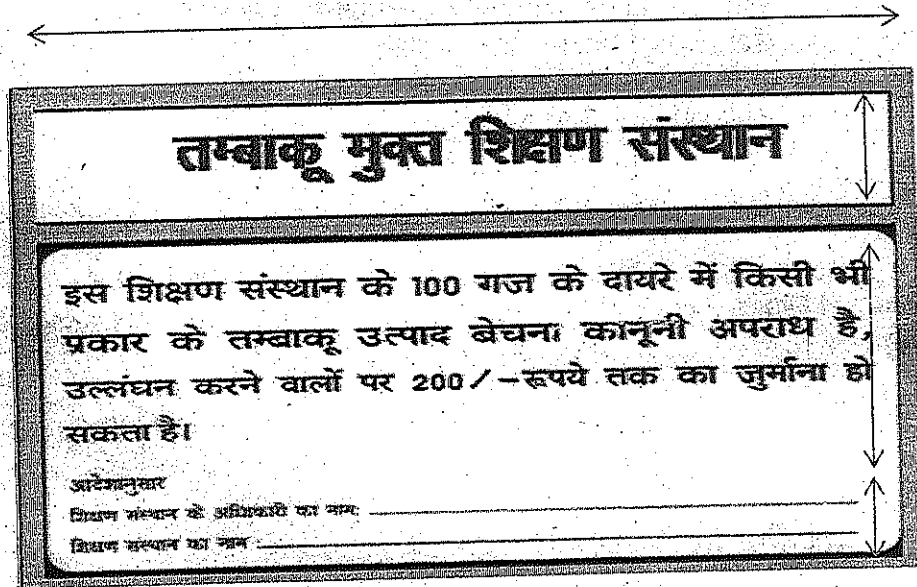 तम्बाकू मुक्त शिक्षण संस्थान
इस शिक्षण संस्थान के 100 गज के दायरे में किसी भी
प्रकार के तम्बाकू उत्पाद बेचना कानूनी अपराध है,
उल्लंघन करने वालों पर 200/-रूपये तक का जुर्माना हो
सकता है।
आदेशानुसार
शिक्षण संस्थान के अधिकारी का नाम:
शिक्षण संस्थान का नाम